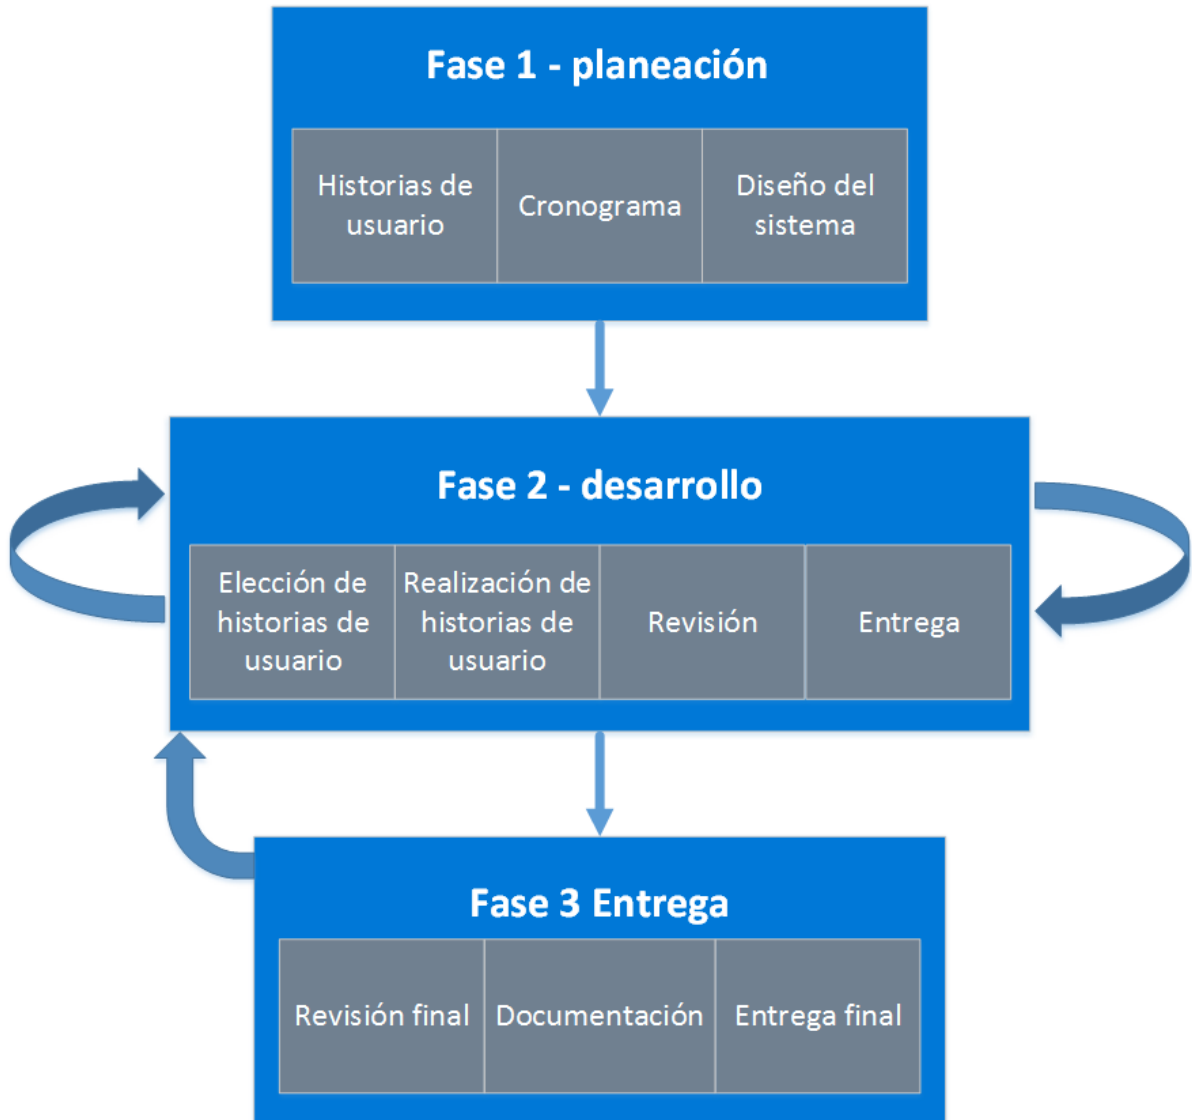 Fase 1 - planeación
Historias de
usuario
Cronograma
Diseño del
sistema
Fase 2 - desarrollo
Elección de
historias de
usuario
Realización de
historias de
usuario
Revisión
Entrega
Fase 3 Entrega
Revisión final
Documentación
Entrega final